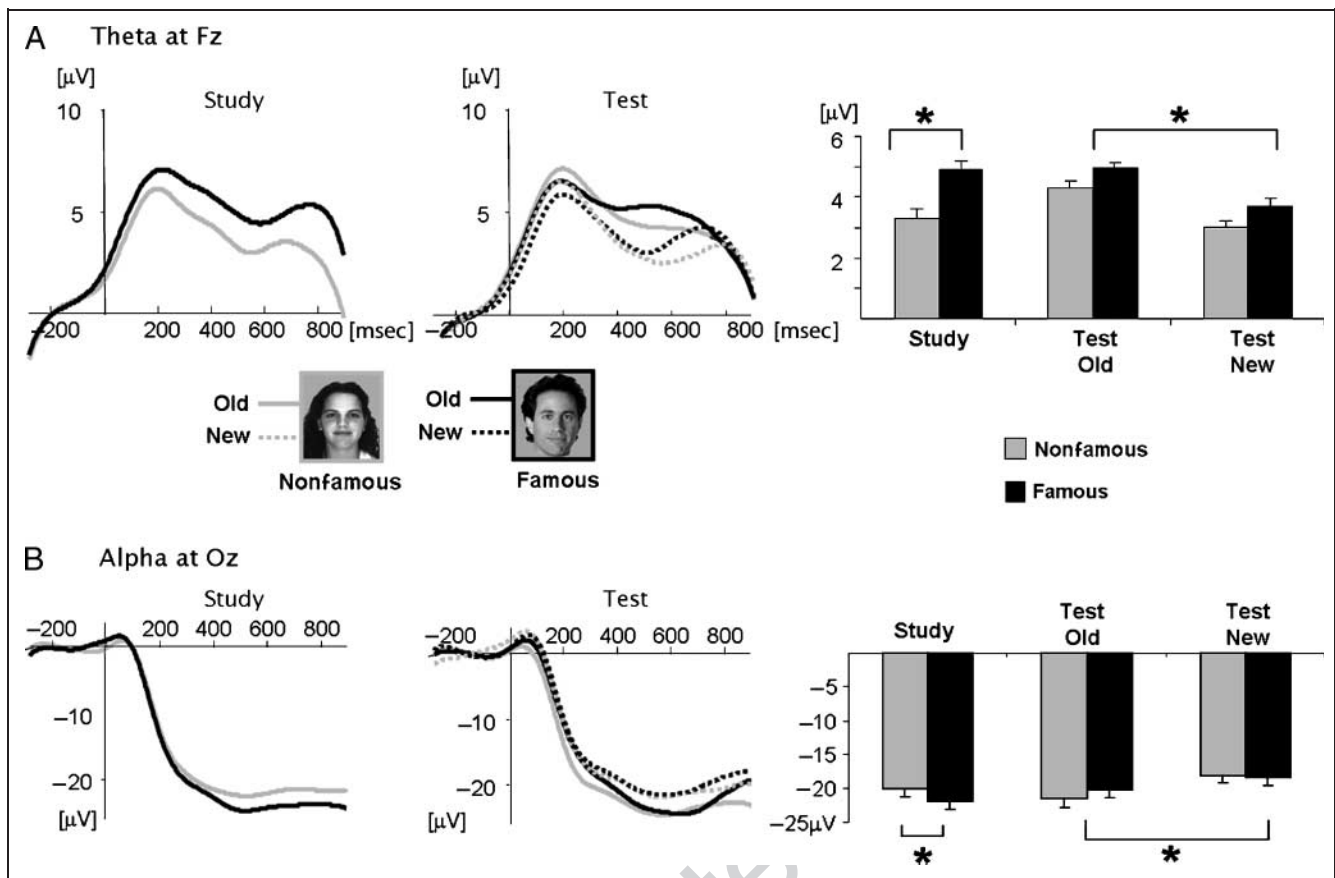 A Theta at Fz
[µV]
Study
10
5
−200 200 400 600 800 [msec]
[µV]
Test
10
5
−200 200 400 600 800 [msec]
[µV]
*
*
6
4
2
Study
Test Old
Test New
Old
New
Nonfamous
Old
New
Famous
Nonfamous
Famous
B Alpha at Oz
Study
−200 200 400 600 800
−10
−20
[µV]
Test
−200 200 400 600 800
−10
−20
[µV]
Study
Test Old
Test New
−5
−10
−15
−20
−25µV
*
*